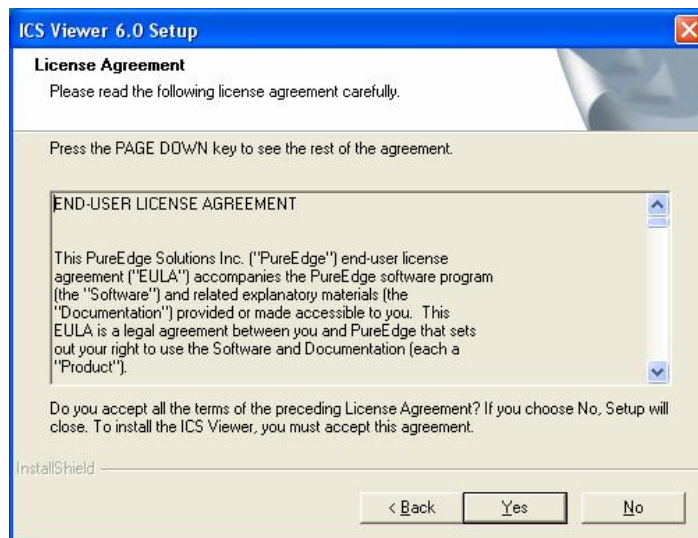 ICS Viewer 6.0 Setup
License Agreement
Please read the following license agreement carefully.
Press the PAGE DOWN key to see the rest of the agreement.
END-USER LICENSE AGREEMENT
This PureEdge Solutions Inc. ("PureEdge") end-user license
agreement ("EULA") accompanies the PureEdge software program
(the "Software") and related explanatory materials (the
"Documentation") provided or made accessible to you.  This
EULA is a legal agreement between you and PureEdge that sets
out your right to use the Software and Documentation (each a
"Product").
Do you accept all the terms of the preceding License Agreement? If you choose No, Setup will
close. To install the ICS Viewer, you must accept this agreement.
InstallShield
< Back
Yes
No